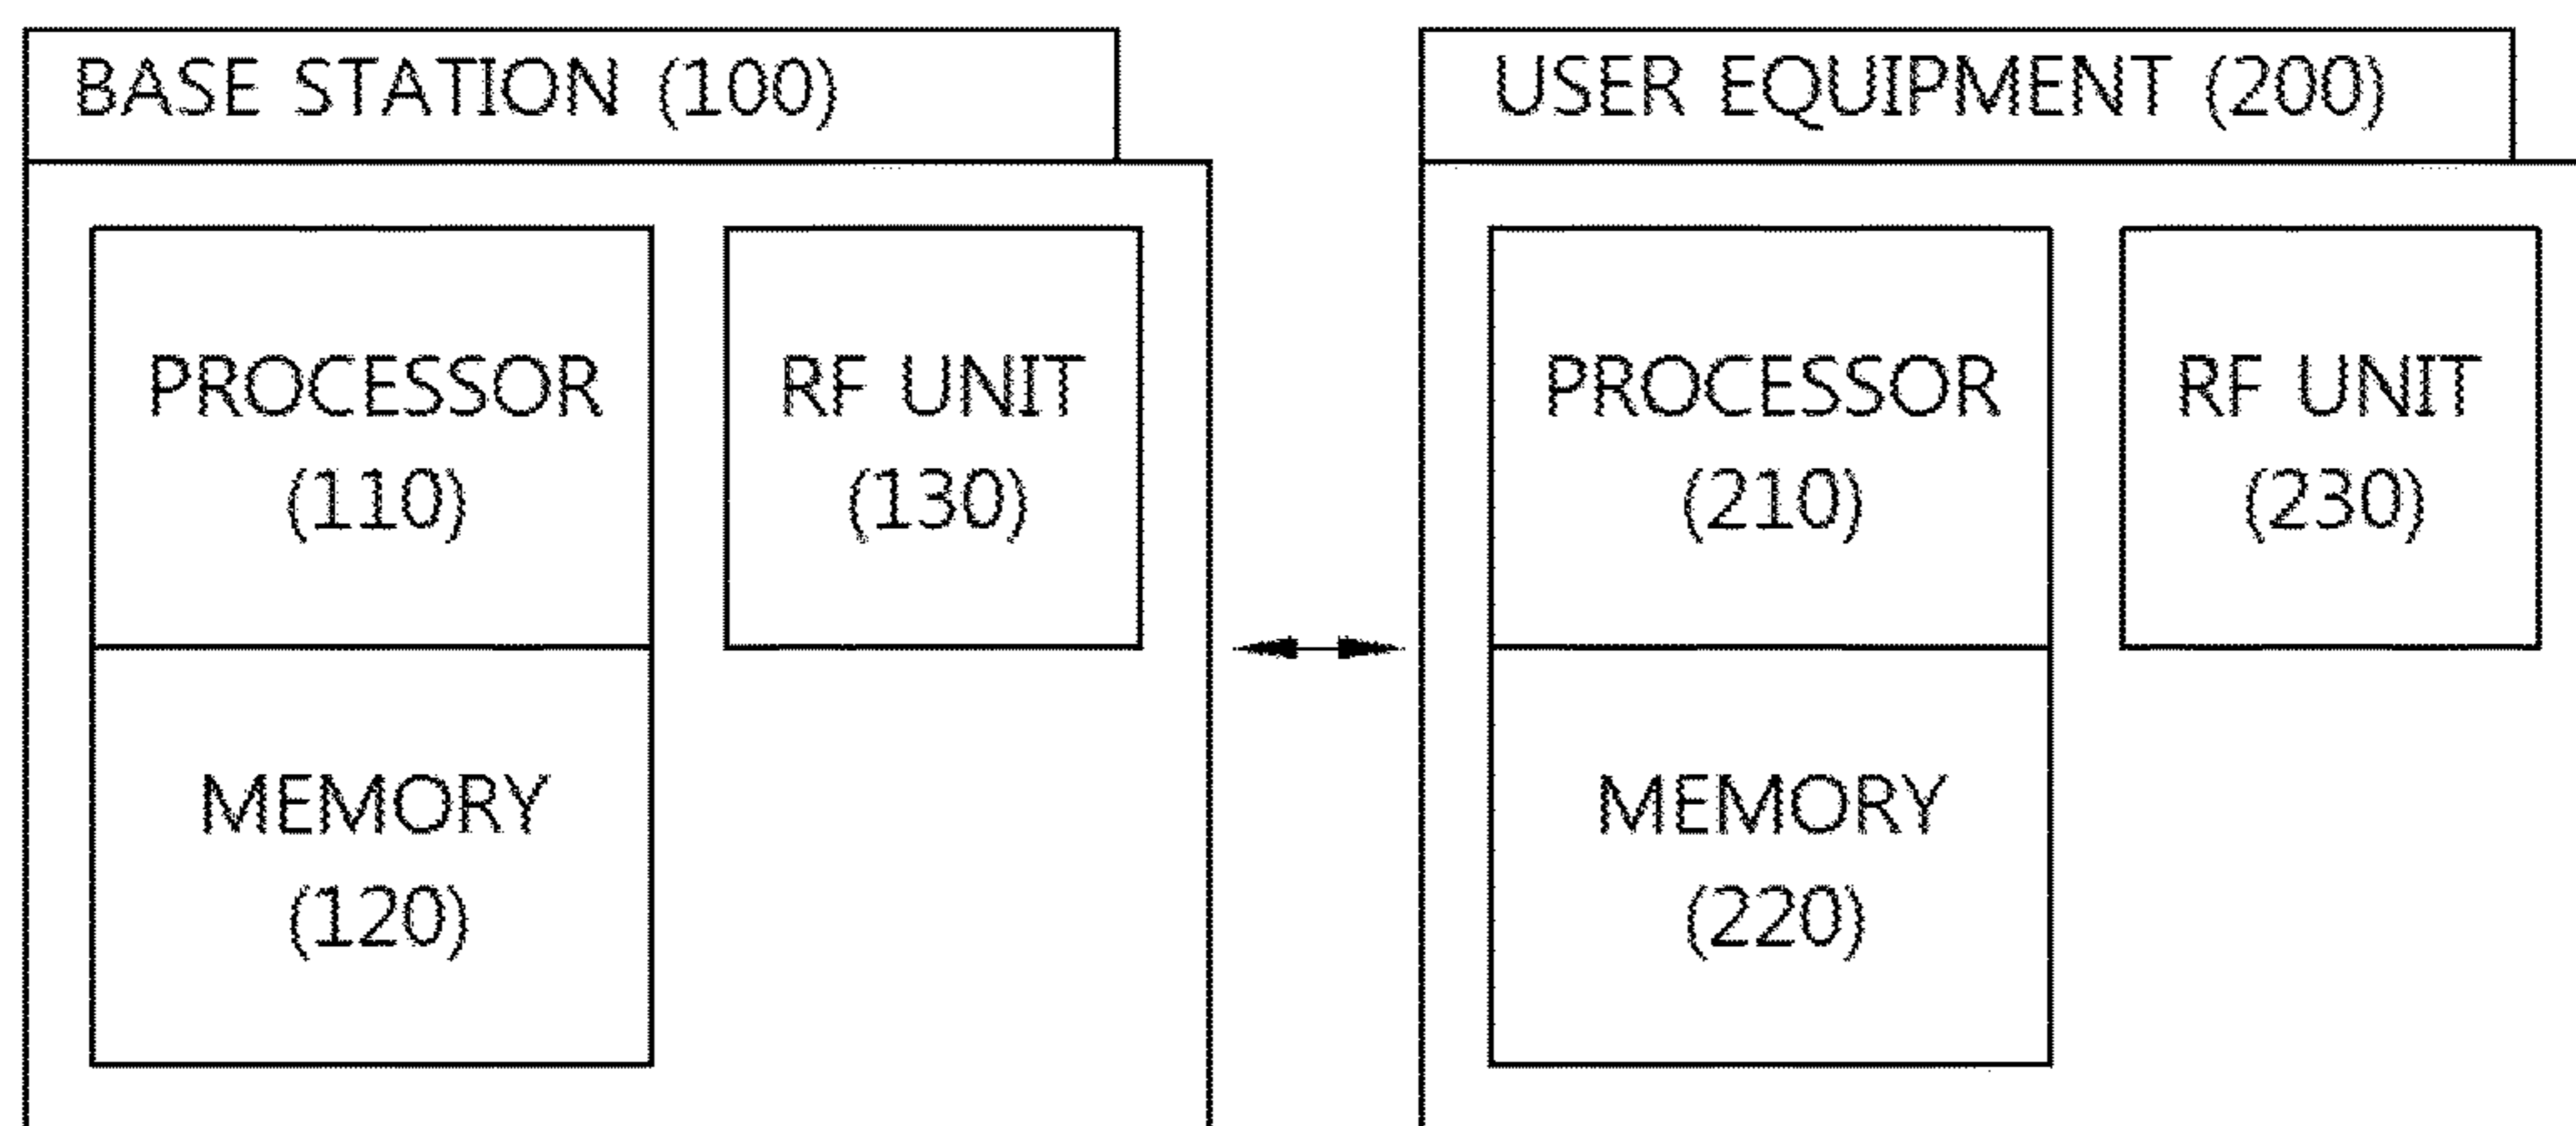 BASE STATION (100)
PROCESSOR
(110)
RF UNIT
(130)
MEMORY
(120)
USER EQUIPMENT (200)
PROCESSOR
(210)
RF UNIT
(230)
MEMORY
(220)